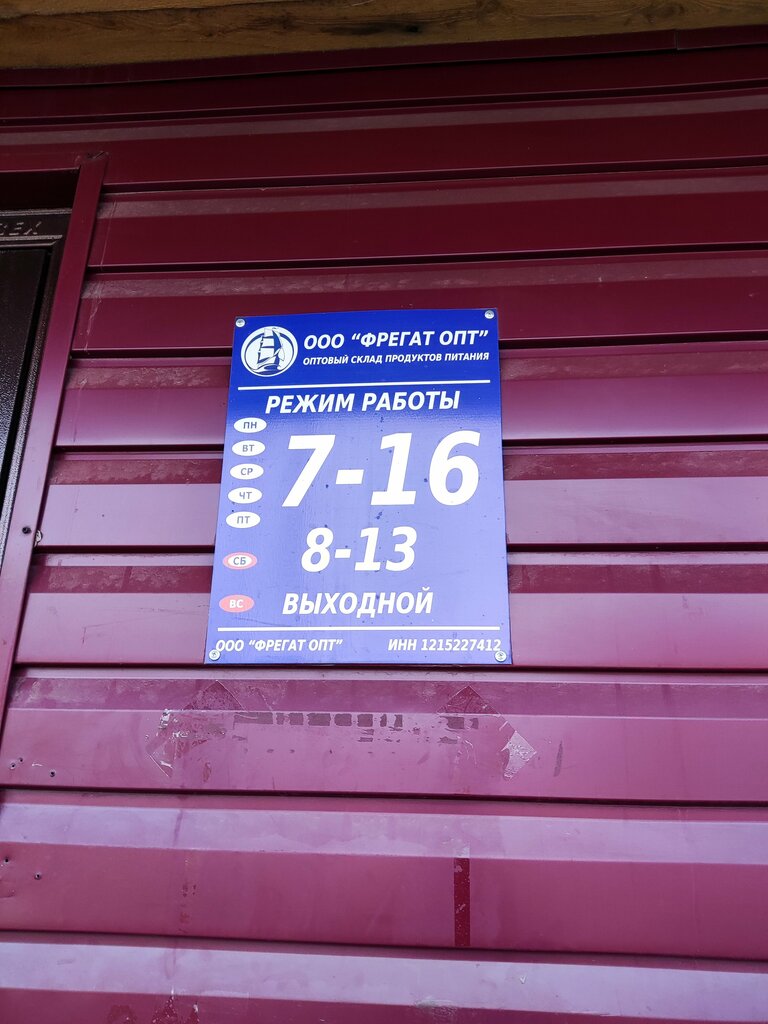 ООО “ФРЕГАТ ОПТ”
ОПТОВЫЙ СКЛАД ПРОДУКТОВ ПИТАНИЯ
РЕЖИМ РАБОТЫ
ПН
ВТ
СР
ЧТ
ПТ
7-16
СБ 8-13
ВС ВЫХОДНОЙ
ООО “ФРЕГАТ ОПТ” ИНН 1215227412